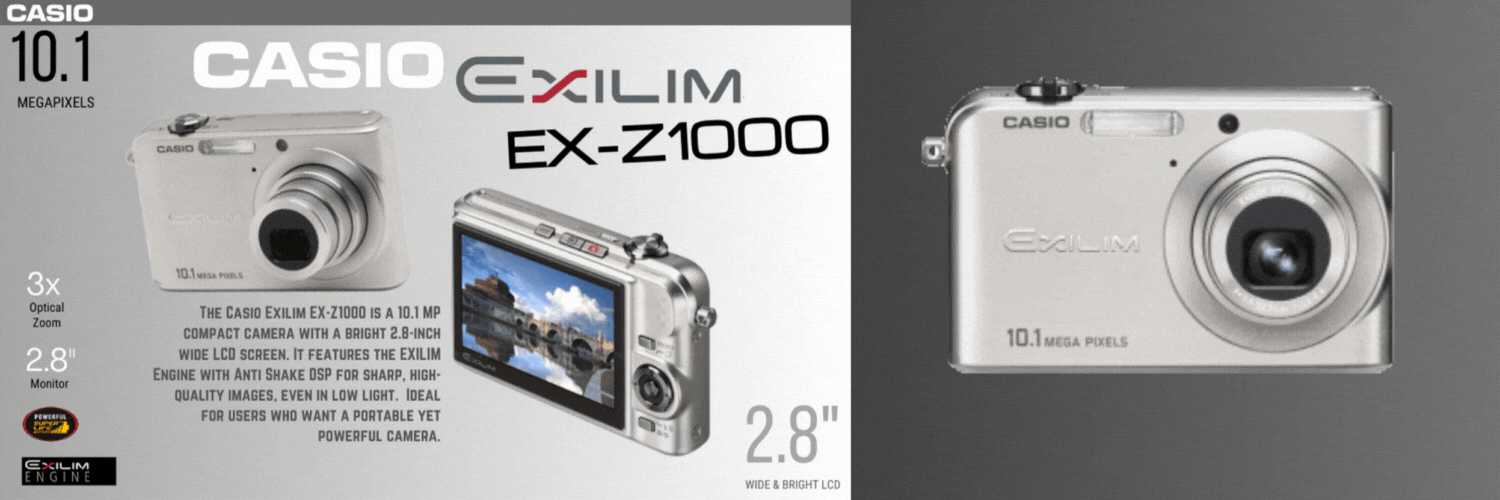 CASIO
10.1
MEGAPIXELS
CASIO EXILIM
EX-Z1000
CASIO
EXILIM
10.1 MEGA PIXELS
3x
Optical
Zoom
2.8"
Monitor
POWERFUL
SUPER
LIFE
EXILIM
ENGINE
THE CASIO EXILIM EX-Z1000 IS A 10.1 MP
COMPACT CAMERA WITH A BRIGHT 2.8-INCH
WIDE LCD SCREEN. IT FEATURES THE EXILIM
ENGINE WITH ANTI SHAKE DSP FOR SHARP, HIGH-
QUALITY IMAGES, EVEN IN LOW LIGHT. IDEAL
FOR USERS WHO WANT A PORTABLE YET
POWERFUL CAMERA.
EXILIM
2.8"
WIDE & BRIGHT LCD
CASIO
EXILIM
10.1 MEGA PIXELS